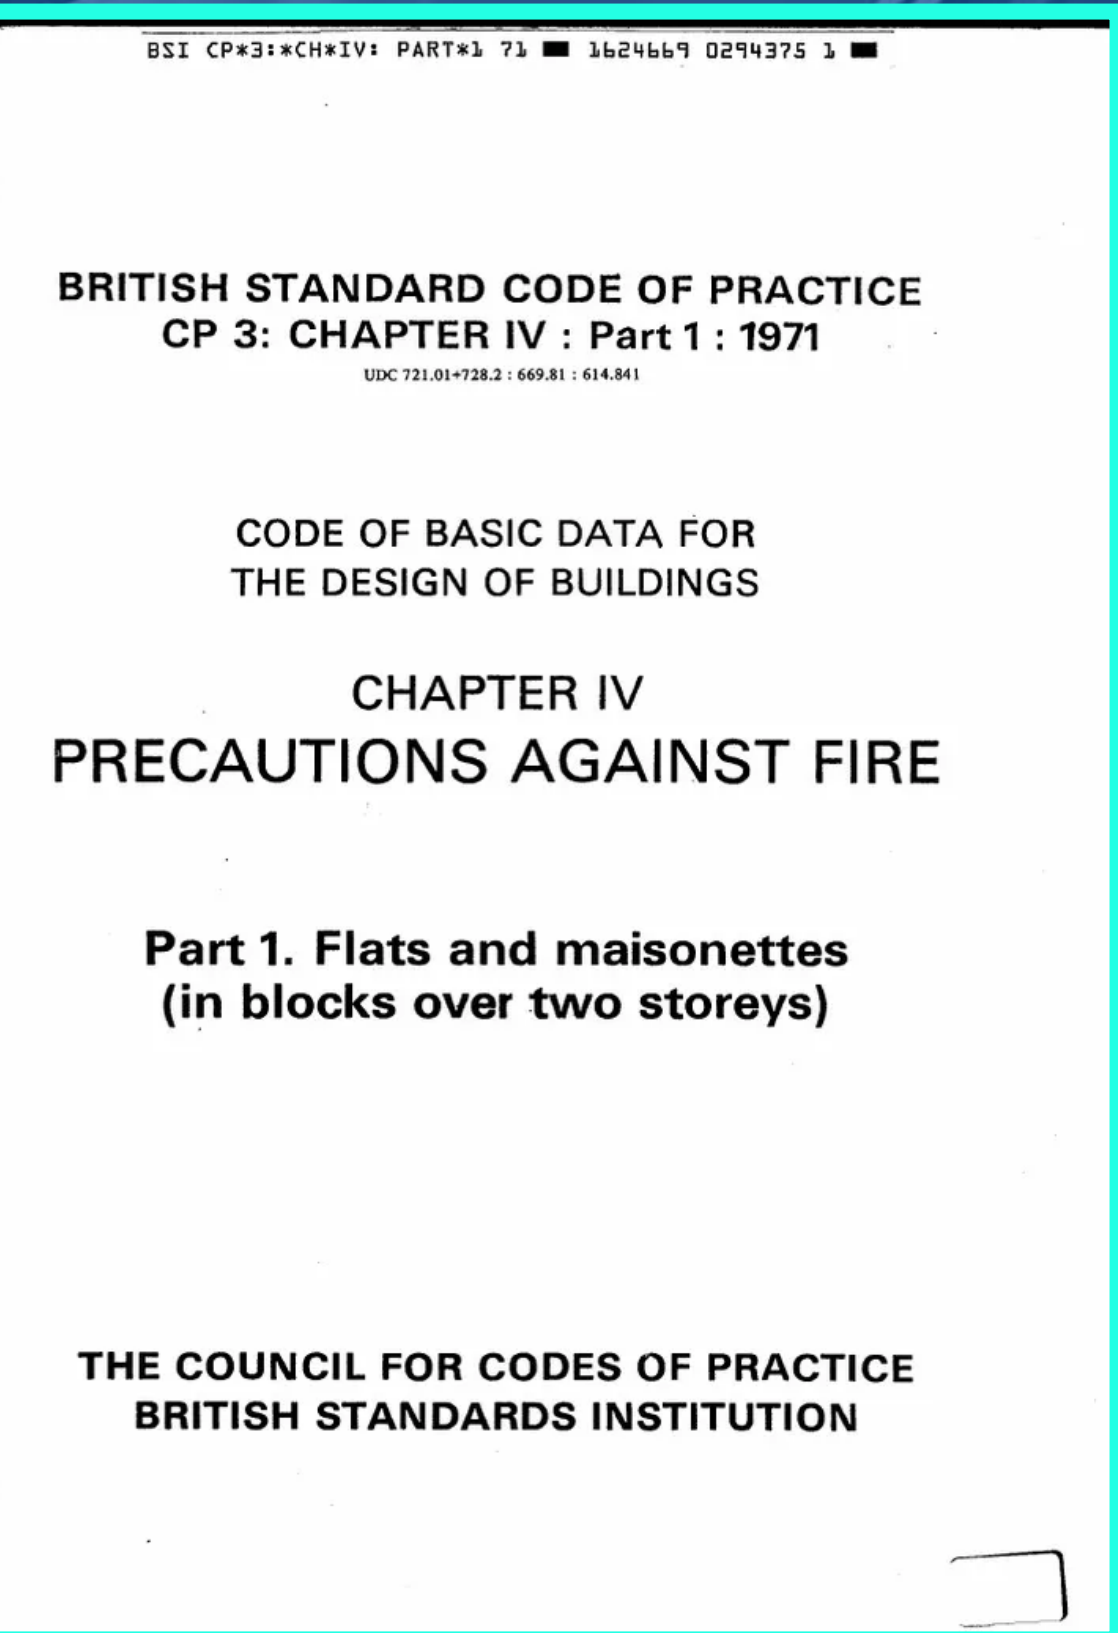 BSI CP*3:*CH*IV: PART*1 71 ■ 1624669 0294375 1 ■
BRITISH STANDARD CODE OF PRACTICE
CP 3: CHAPTER IV : Part 1 : 1971
UDC 721.01+728.2 : 669.81 : 614.841
CODE OF BASIC DATA FOR
THE DESIGN OF BUILDINGS
CHAPTER IV
PRECAUTIONS AGAINST FIRE
Part 1. Flats and maisonettes
(in blocks over two storeys)
THE COUNCIL FOR CODES OF PRACTICE
BRITISH STANDARDS INSTITUTION